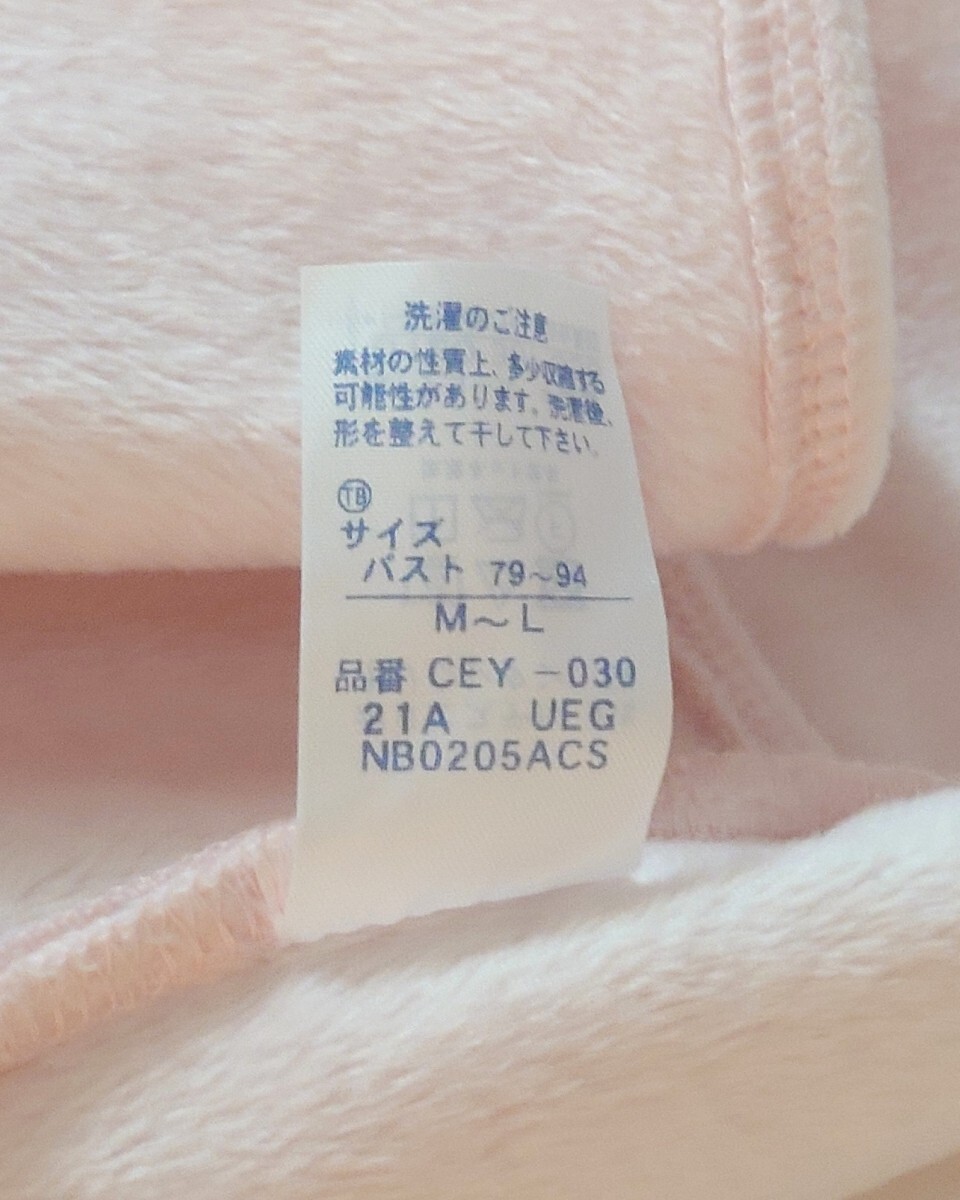 洗濯のご注意
素材の性質上、多少収縮する
可能性があります。洗濯後、
形を整えて干して下さい。
TB
サイズ
バスト 79～94
M～L
品番 CEY-030
21A UEG
NB0205ACS